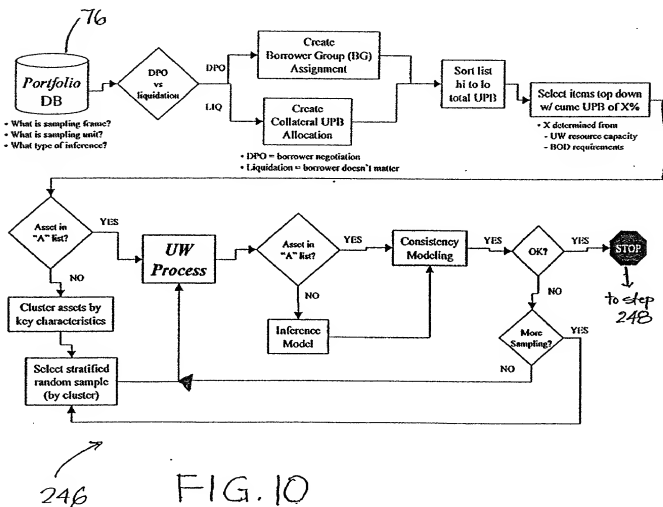 76
Portfolio
DB
• What is sampling frame?
• What is sampling unit?
What type of inference?
DPO
vs
liquidation
DPO
LIQ
Create
Borrower Group (BG)
Assignment
Create
Collateral UPB
Allocation
• DPO = borrower negotiation
• Liquidation = borrower doesn't matter
Sort list
hi to lo
total UPB
Select items top down
w/ cume UPB of X%
• X determined from
- UW resource capacity
- BOD requirements
Asset in
"A" list?
YES
NO
UW
Process
Asset in
"A" list?
YES
NO
Consistency
Modeling
YES
OK?
YES
STOP
to step
248
NO
Cluster assets by
key characteristics
Inference
Model
More
Sampling?
YES
NO
Select stratified
random sample
(by cluster)
246
FIG.10